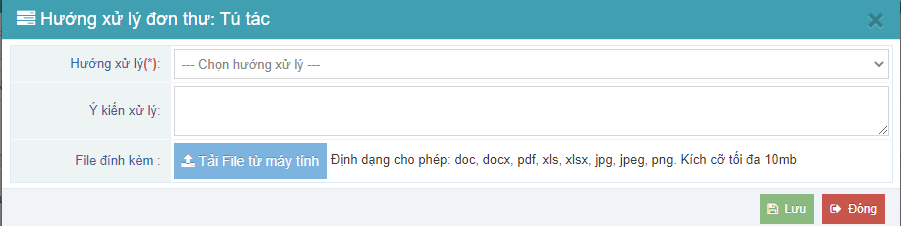 Hướng xử lý đơn thư: Tú tác
Hướng xử lý(*): --- Chọn hướng xử lý ---
Ý kiến xử lý:
File đính kèm : Tải File từ máy tính Định dạng cho phép: doc, docx, pdf, xls, xlsx, jpg, jpeg, png. Kích cỡ tối đa 10mb
Lưu Đóng